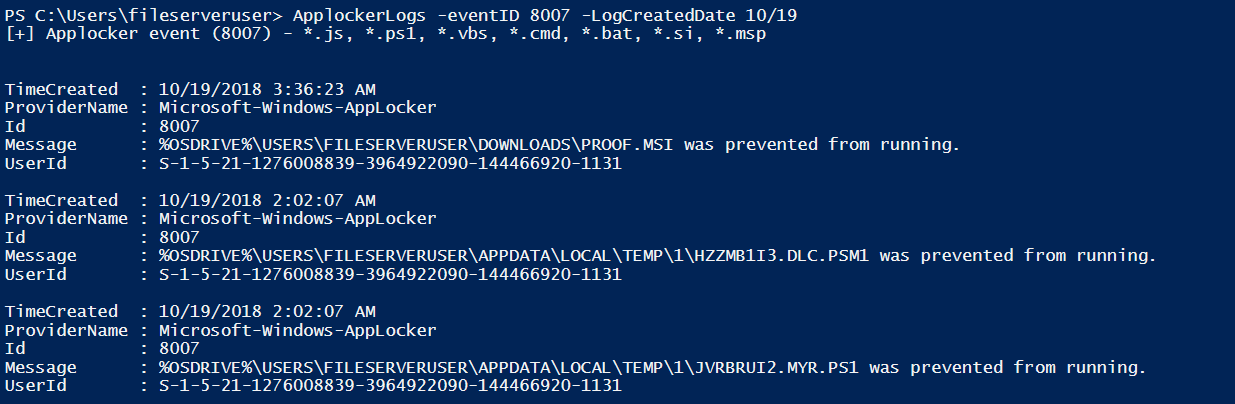 PS C:\Users\fileserveruser> ApplockerLogs -eventID 8007 -LogCreatedDate 10/19
[+] Applocker event (8007) - *.js, *.ps1, *.vbs, *.cmd, *.bat, *.si, *.msp
TimeCreated : 10/19/2018 3:36:23 AM
ProviderName : Microsoft-Windows-AppLocker
Id : 8007
Message : %OSDRIVE%\USERS\FILESERVERUSER\DOWNLOADS\PROOF.MSI was prevented from running.
UserId : S-1-5-21-1276008839-3964922090-144466920-1131
TimeCreated : 10/19/2018 2:02:07 AM
ProviderName : Microsoft-Windows-AppLocker
Id : 8007
Message : %OSDRIVE%\USERS\FILESERVERUSER\APPDATA\LOCAL\TEMP\1\HZZMB1I3.DLC.PSM1 was prevented from running.
UserId : S-1-5-21-1276008839-3964922090-144466920-1131
TimeCreated : 10/19/2018 2:02:07 AM
ProviderName : Microsoft-Windows-AppLocker
Id : 8007
Message : %OSDRIVE%\USERS\FILESERVERUSER\APPDATA\LOCAL\TEMP\1\JVRBRUI2.MYR.PS1 was prevented from running.
UserId : S-1-5-21-1276008839-3964922090-144466920-1131